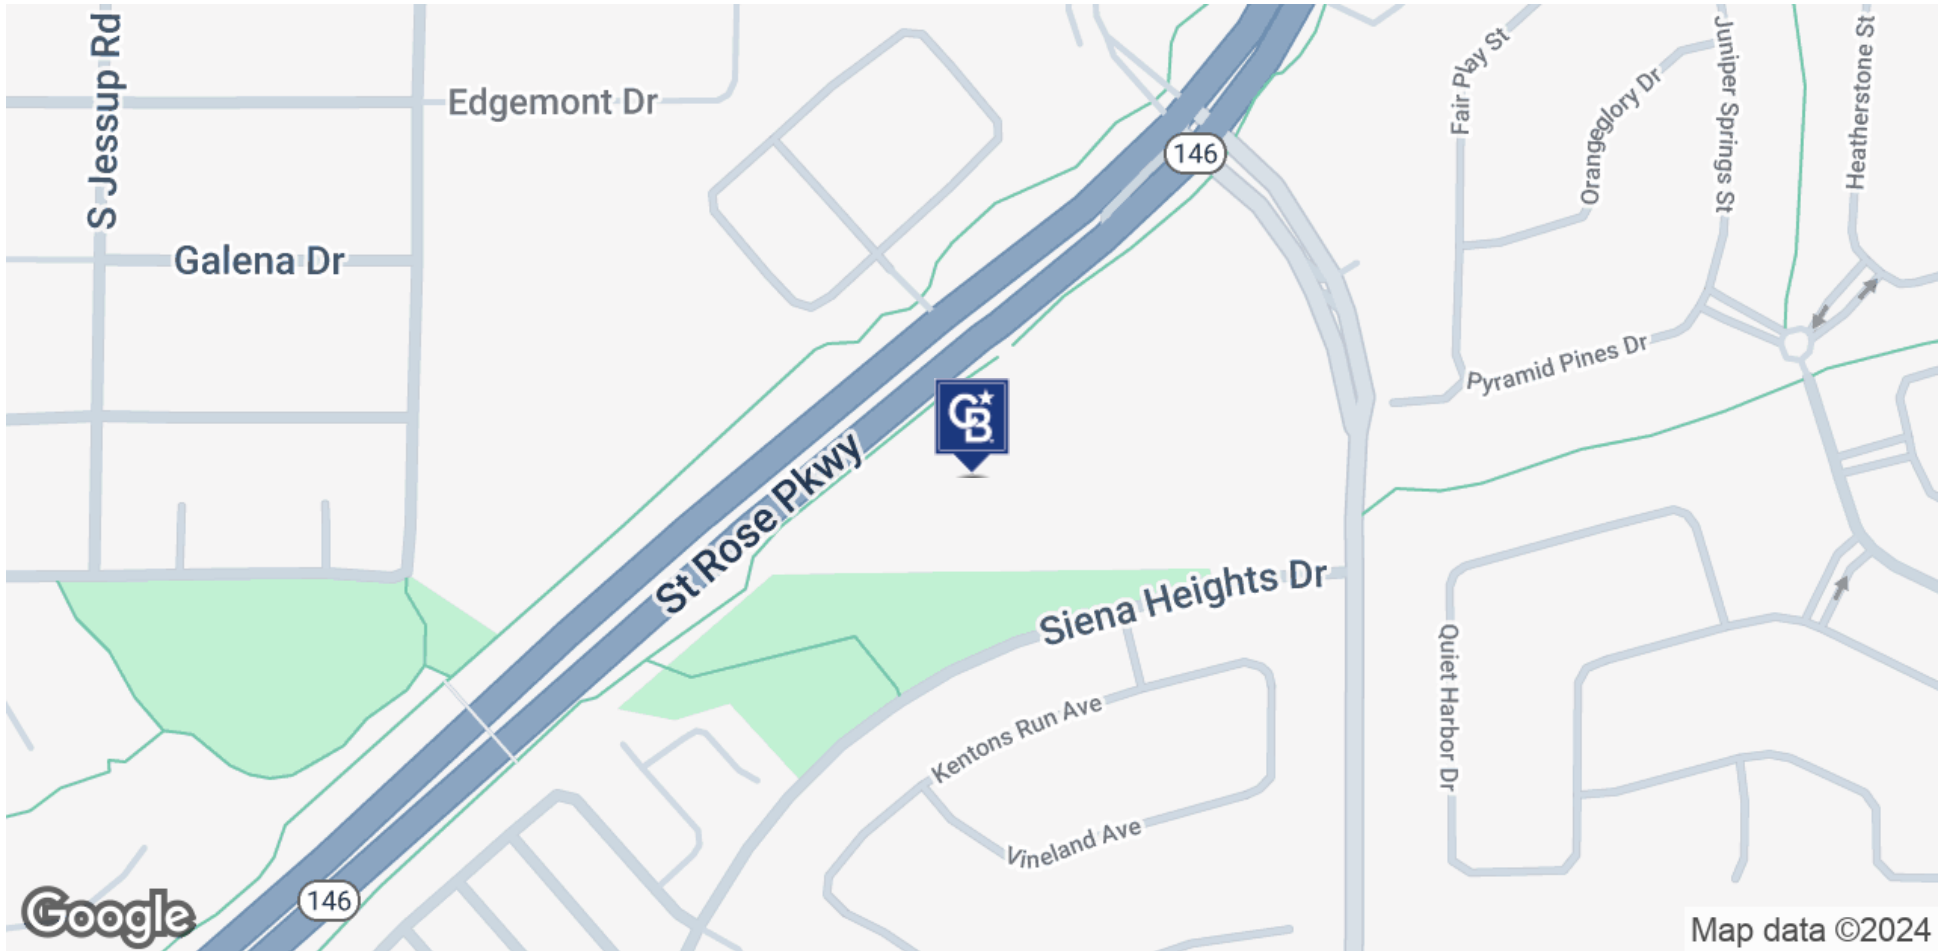 S Jessup Rd
Edgemont Dr
Galena Dr
146
Fair Play St
Orangeglory Dr
Juniper Springs St
Heatherstone St
Pyramid Pines Dr
CB
St Rose Pkwy
Siena Heights Dr
Kentons Run Ave
Quiet Harbor Dr
Vineland Ave
146
Google
Map data ©2024